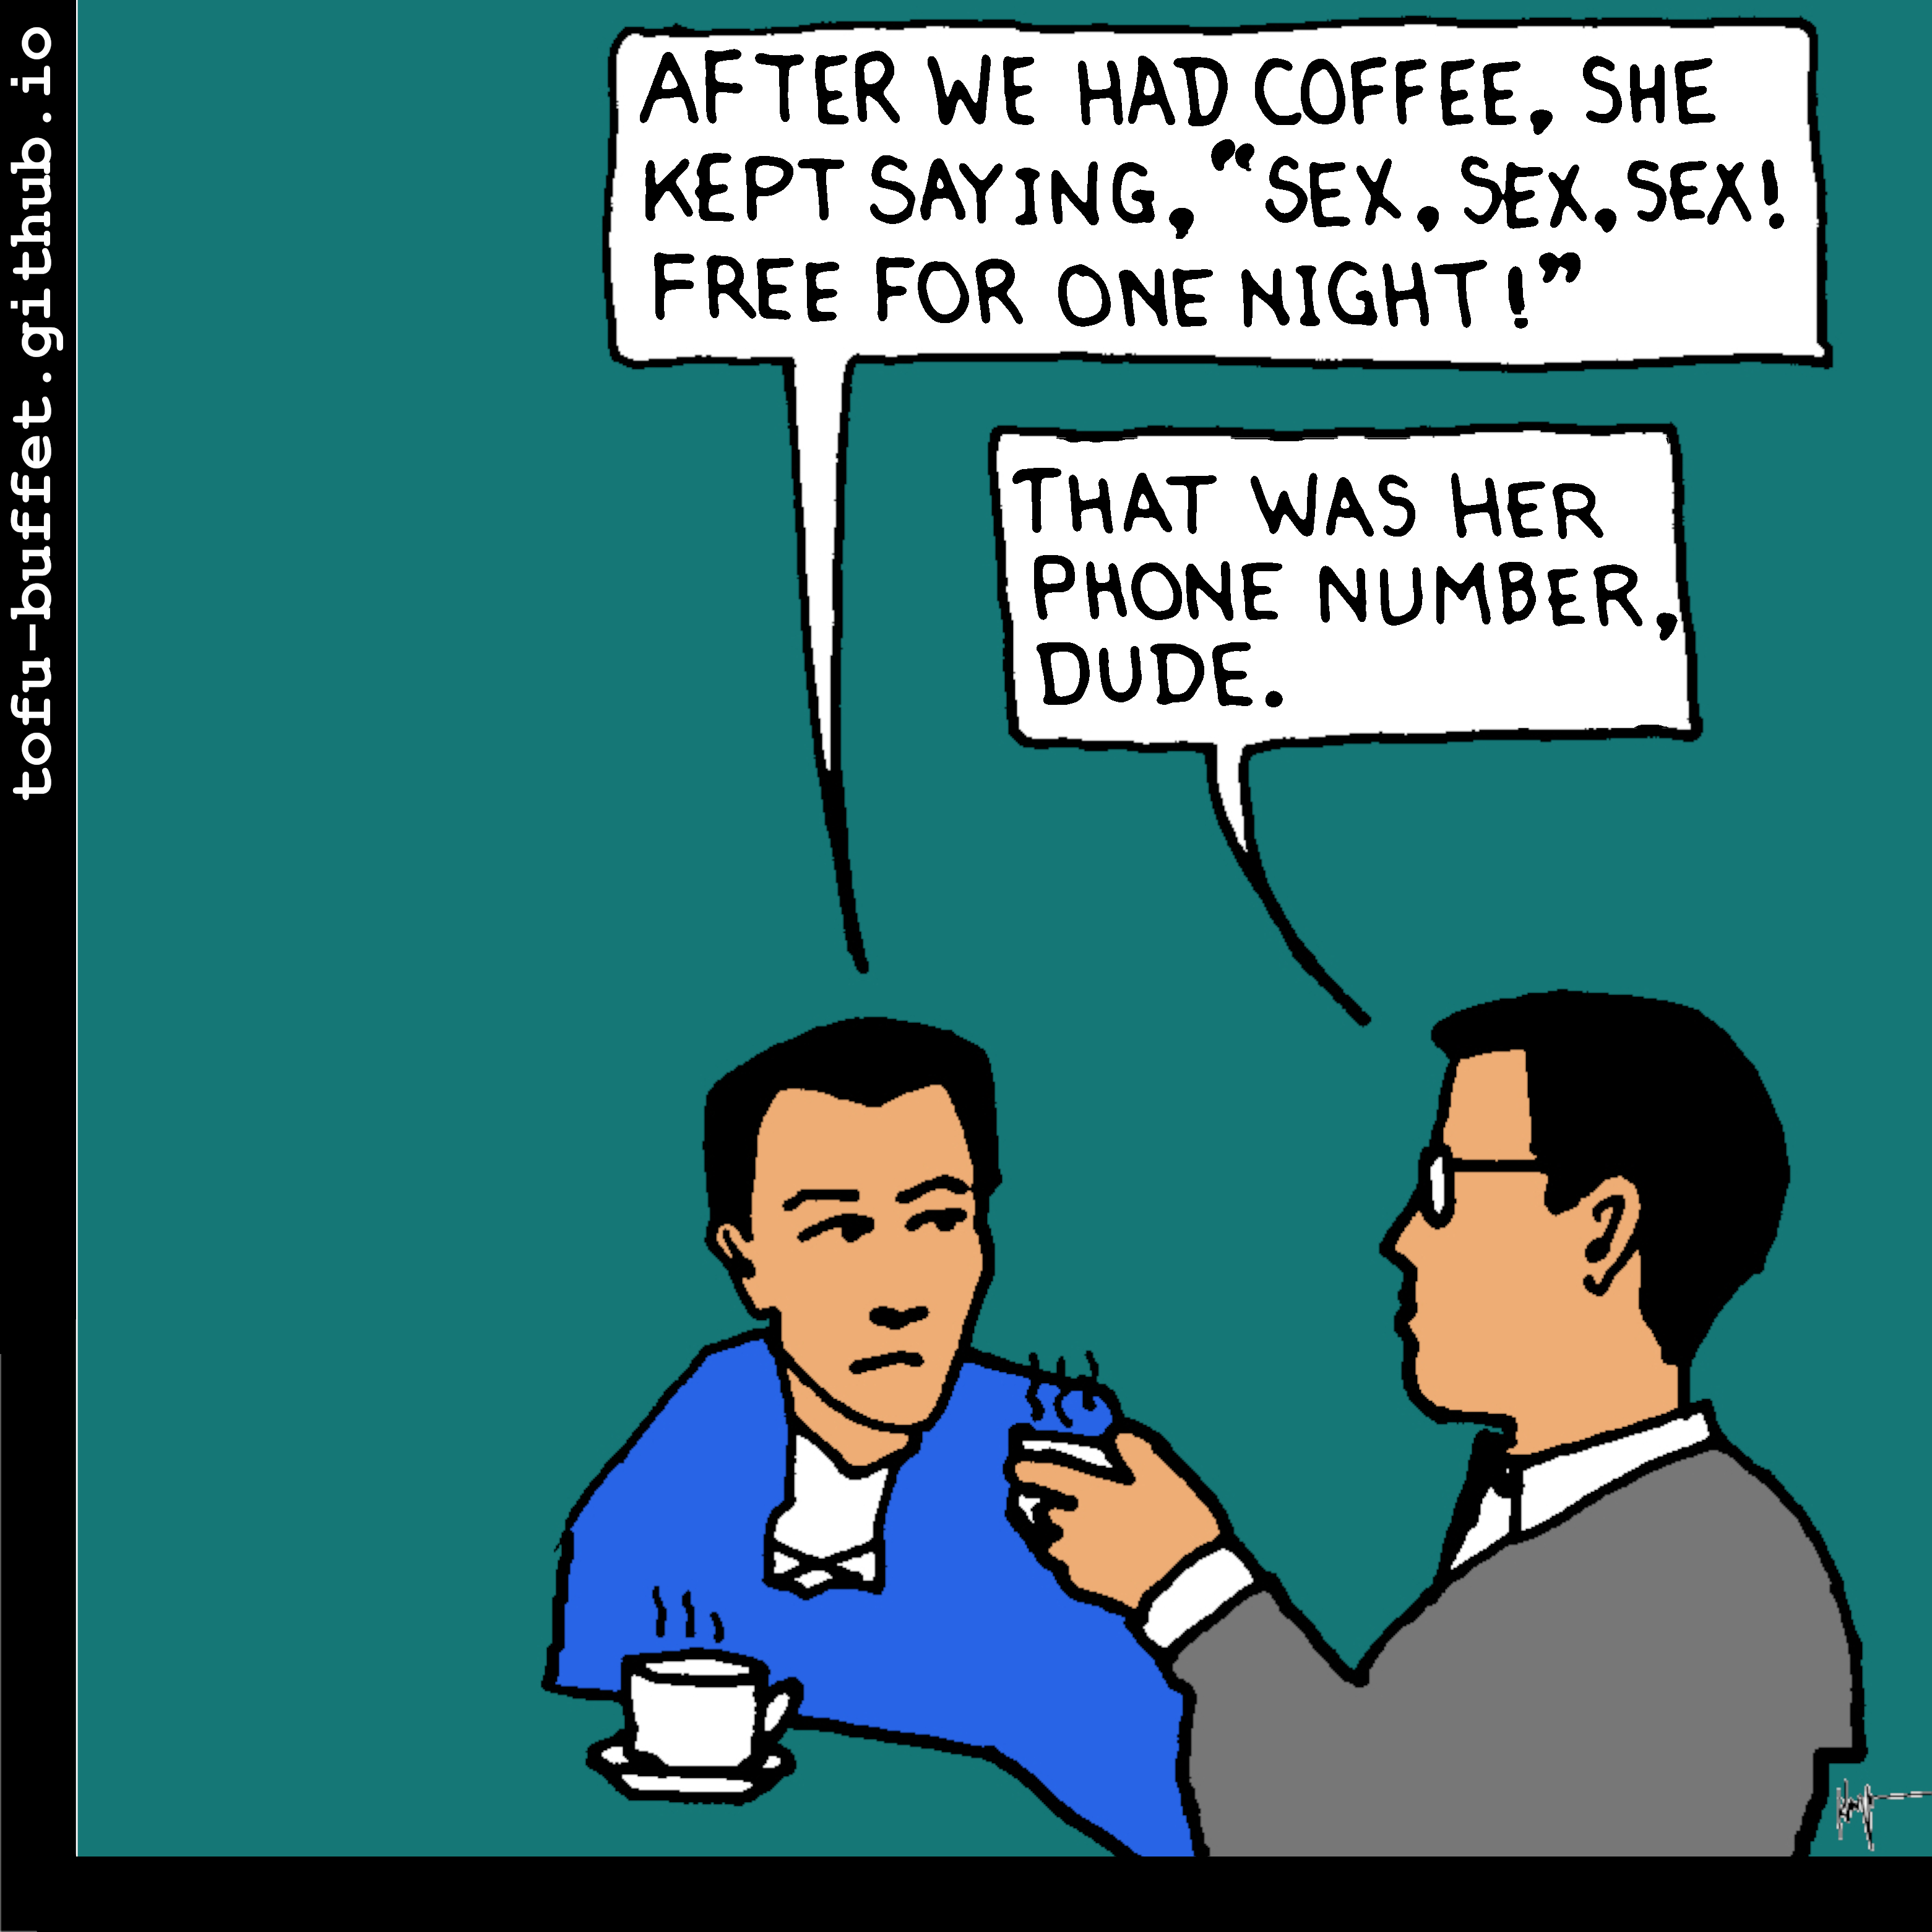 AFTER WE HAD COFFEE, SHE
KEPT SAYING, “SEX, SEX, SEX!
FREE FOR ONE NIGHT!”
THAT WAS HER
PHONE NUMBER,
DUDE.
tofu-buffet.github.io